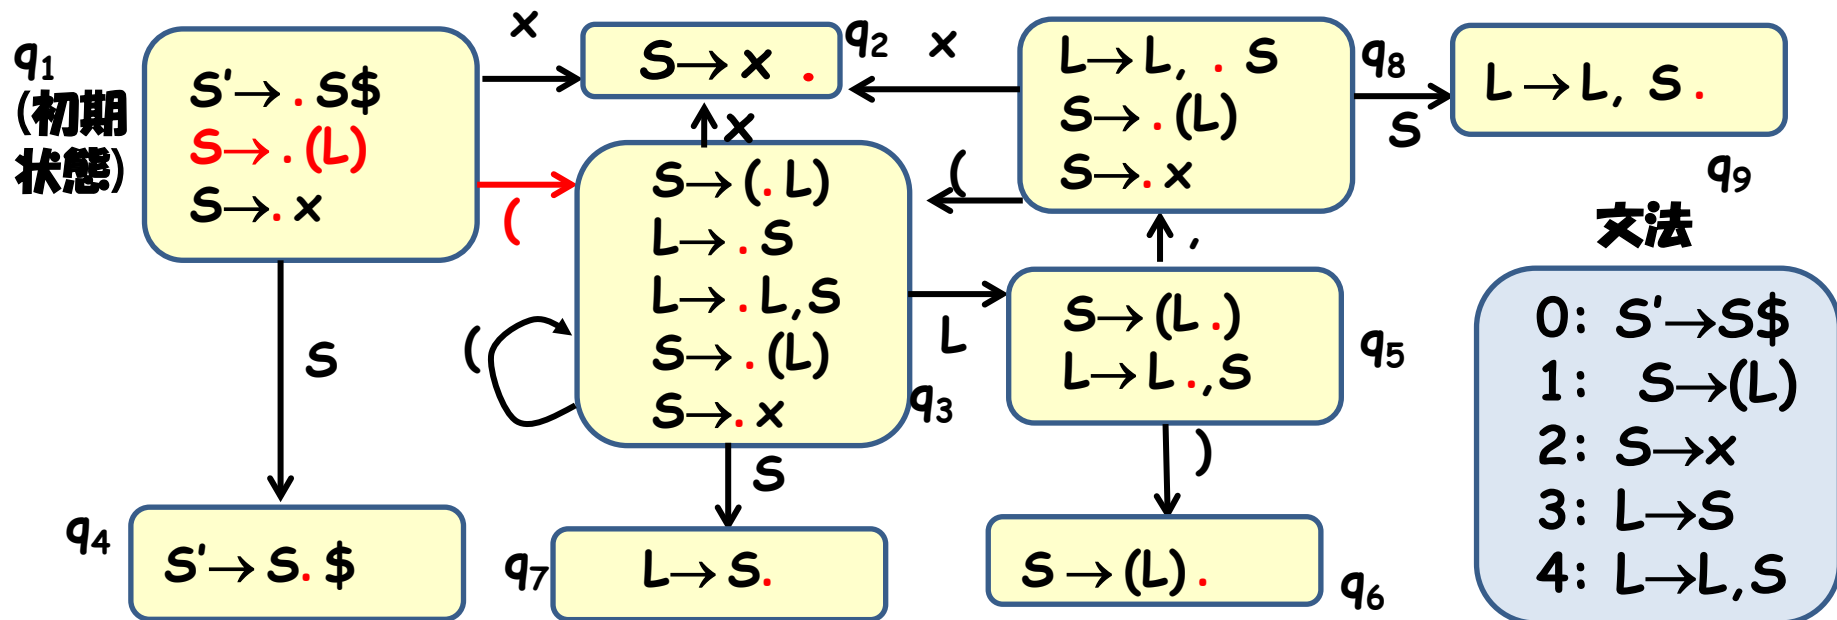 q1
(初期
状態)
S'→.S$
S→.(L)
S→.x
x
(
S
S→x.
q2
x
x
S→(.L)
L→.S
L→.L,S
S→.(L)
S→.x
q3
(
(
L→L,.S
S→.(L)
S→.x
q8
S
L→L, S.
q9
,
L
S→(L.)
L→L.,S
q5
)
S
q4
S'→S.$
q7
L→S.
S→(L).
q6
文法
0: S'→S$
1: S→(L)
2: S→x
3: L→S
4: L→L,S